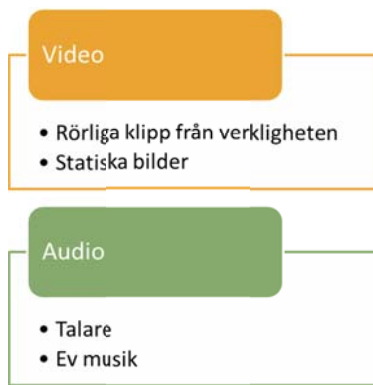 Video
• Rörliga klipp från verkligheten
• Statiska bilder
Audio
• Talare
• Ev musik